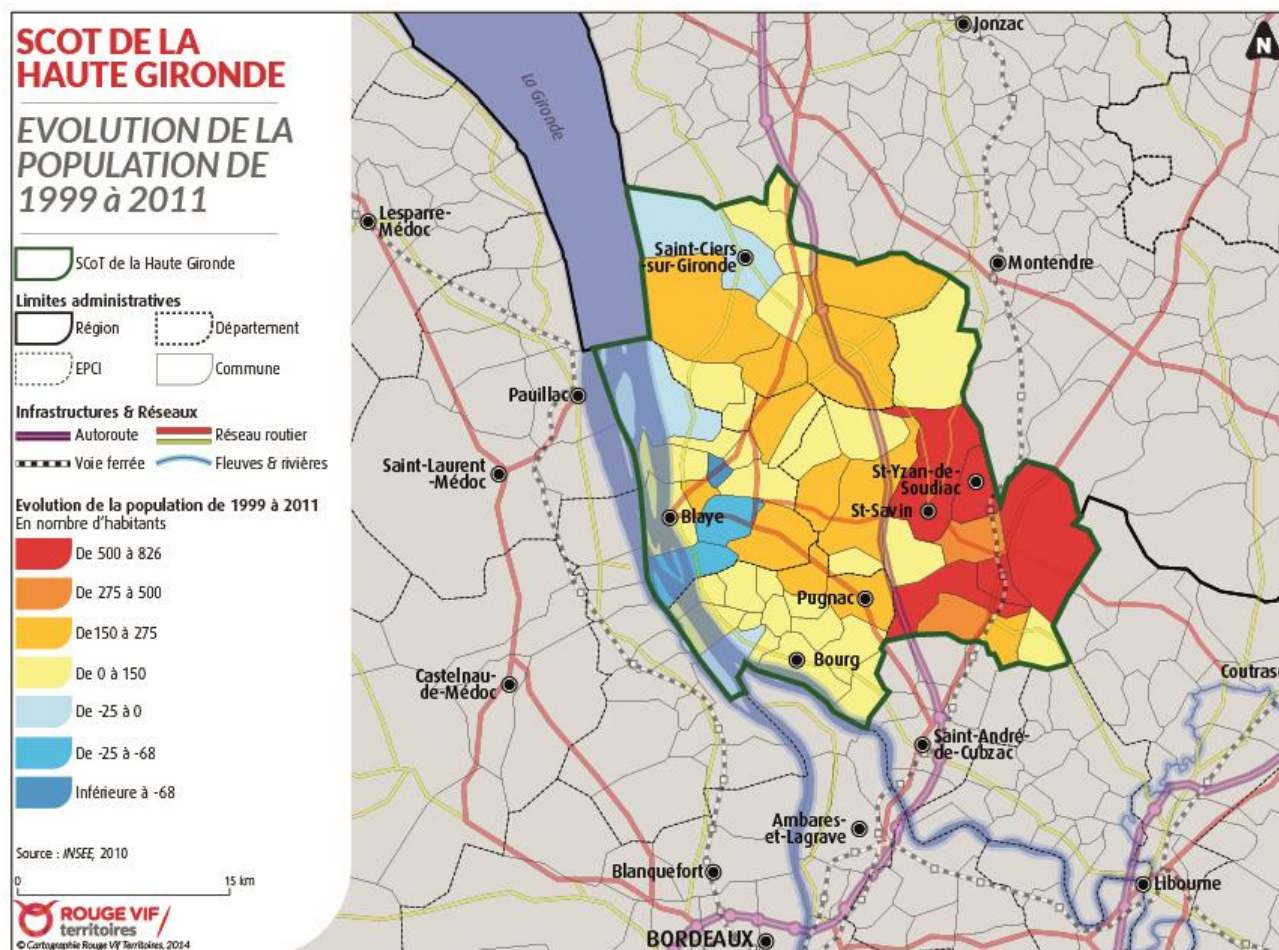 SCOT DE LA
HAUTE GIRONDE
EVOLUTION DE LA
POPULATION DE
1999 à 2011
SCoT de la Haute Gironde
Limites administratives
Région
Département
EPCI
Commune
Infrastructures & Réseaux
Autoroute
Réseau routier
Voie ferrée
Fleuves & rivières
Evolution de la population de 1999 à 2011
En nombre d'habitants
De 500 à 826
De 275 à 500
De150 à 275
De 0 à 150
De -25 à 0
De -25 à -68
Inférieure à -68
Source : INSEE, 2010
0 15 km
ROUGE VIF
territoires
© Cartographie Rouge Vif Territoires, 2014
N
Jonzac
La Gironde
Lesparre-
Médoc
Saint-Ciers
-sur-Gironde
Montendre
Pauillac
Saint-Laurent
-Médoc
St-Yzan-de-
Soudiac
St-Savin
Blaye
Pugnac
Bourg
Castelnau-
de-Médoc
Coutras
Saint-André-
de-Cubzac
Ambares-
et-Lagrave
Blanquefort
Libourne
BORDEAUX